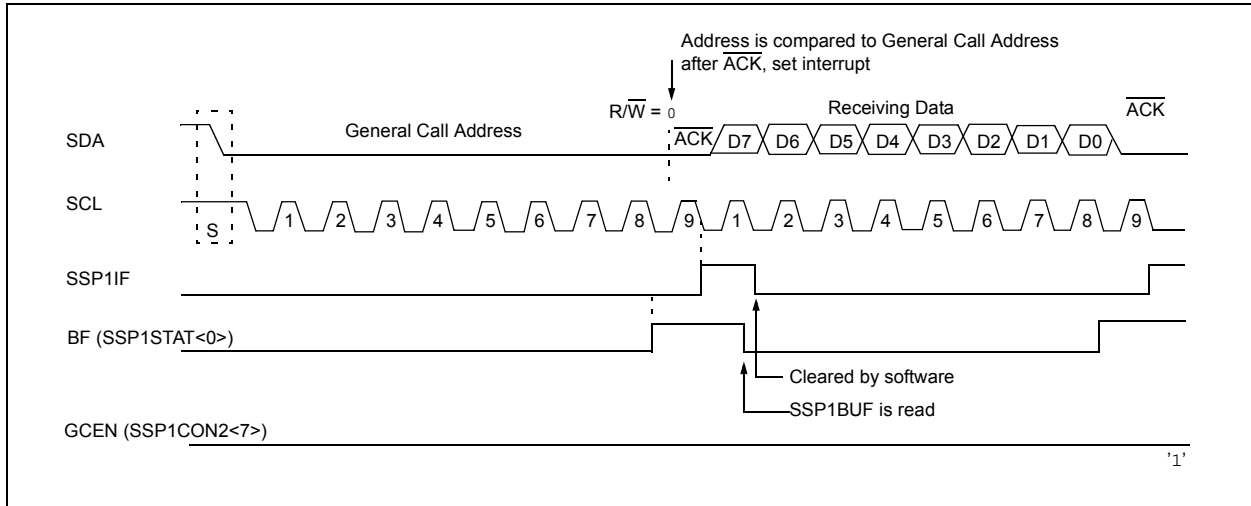 Address is compared to General Call Address
after ACK, set interrupt
R/W = 0
Receiving Data
ACK
SDA
General Call Address
ACK
D7 D6 D5 D4 D3 D2 D1 D0
SCL
S
1 2 3 4 5 6 7 8 9 1 2 3 4 5 6 7 8 9
SSP1IF
BF (SSP1STAT<0>)
Cleared by software
SSP1BUF is read
GCEN (SSP1CON2<7>)
'1'